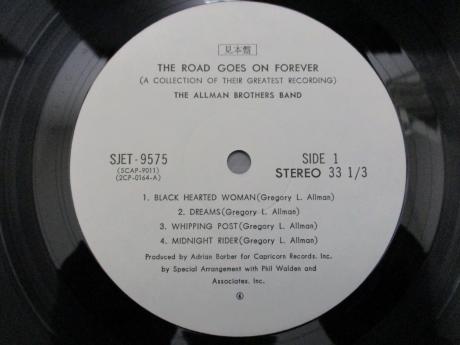 見本盤
THE ROAD GOES ON FOREVER
(A COLLECTION OF THEIR GREATEST RECORDING)
THE ALLMAN BROTHERS BAND
SJET-9575
(SCAP-9011)
(2CP-0164-A)
SIDE 1
STEREO 33 1/3
1. BLACK HEARTED WOMAN(Gregory L. Allman)
2. DREAMS(Gregory L. Allman)
3. WHIPPING POST(Gregory L. Allman)
4. MIDNIGHT RIDER(Gregory L. Allman)
Produced by Adrian Barber for Capricorn Records. Inc.
by Special Arrangement with Phil Walden and
Associates. Inc.